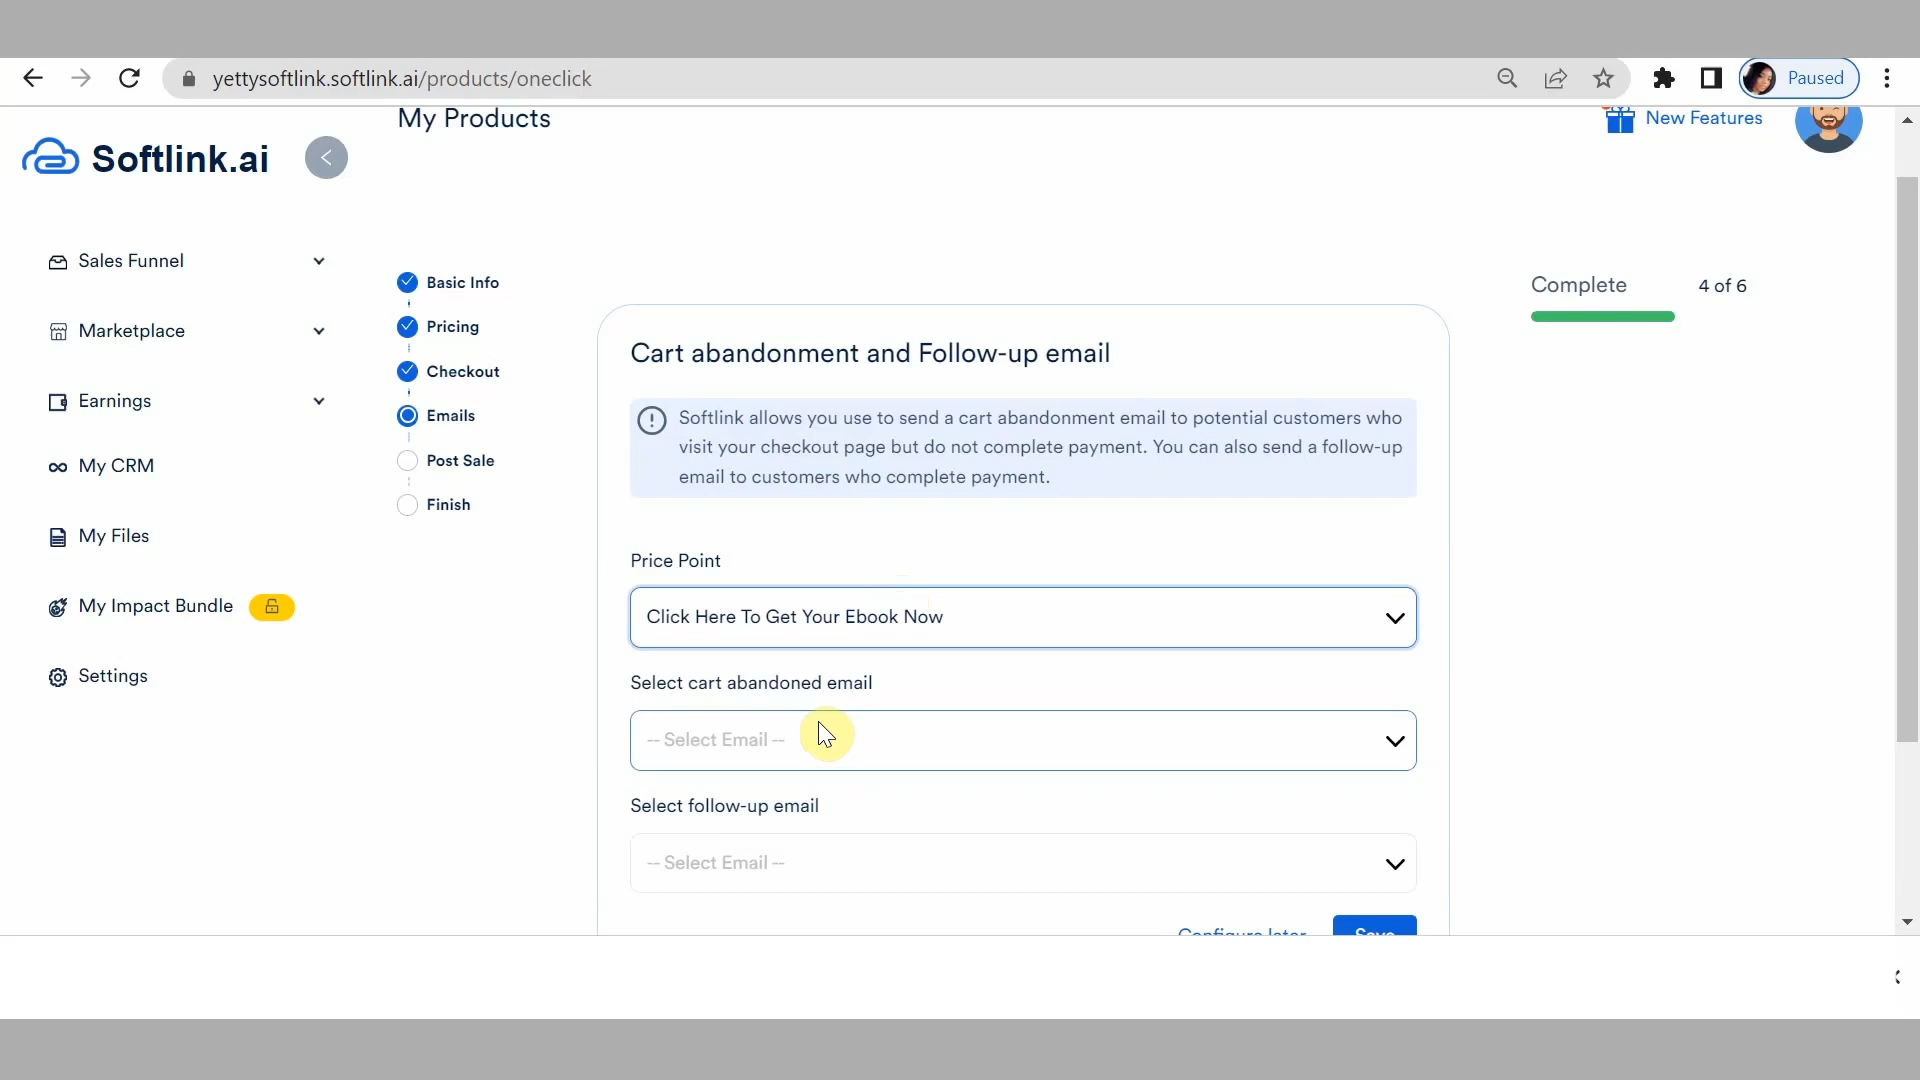 yettysoftlink.softlink.ai/products/oneclick
Paused
My Products
New Features
Softlink.ai
Sales Funnel
Marketplace
Earnings
My CRM
My Files
My Impact Bundle
Settings
Basic Info
Pricing
Checkout
Emails
Post Sale
Finish
Complete 4 of 6
Cart abandonment and Follow-up email
Softlink allows you use to send a cart abandonment email to potential customers who
visit your checkout page but do not complete payment. You can also send a follow-up
email to customers who complete payment.
Price Point
Click Here To Get Your Ebook Now
Select cart abandoned email
-- Select Email --
Select follow-up email
-- Select Email --
Configure later
Save